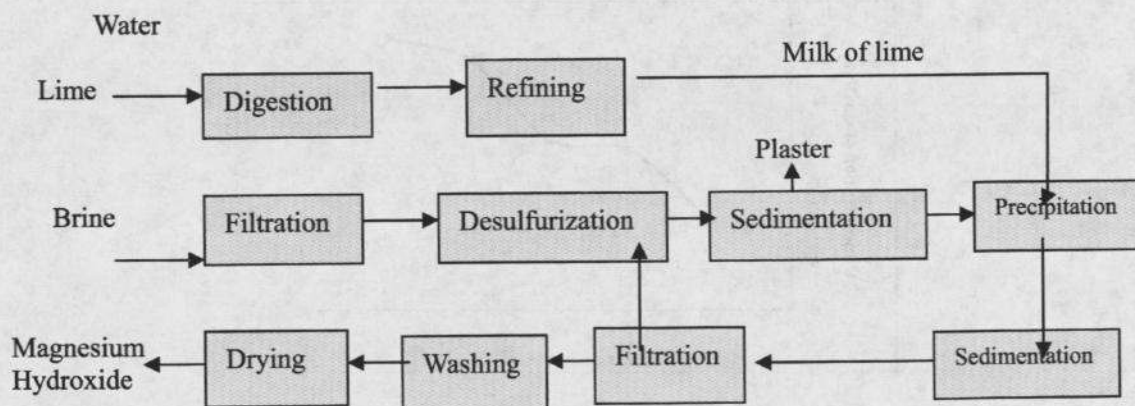 Water
Milk of lime
Lime
Digestion
Refining
Plaster
Brine
Filtration
Desulfurization
Sedimentation
Precipitation
Magnesium
Hydroxide
Drying
Washing
Filtration
Sedimentation